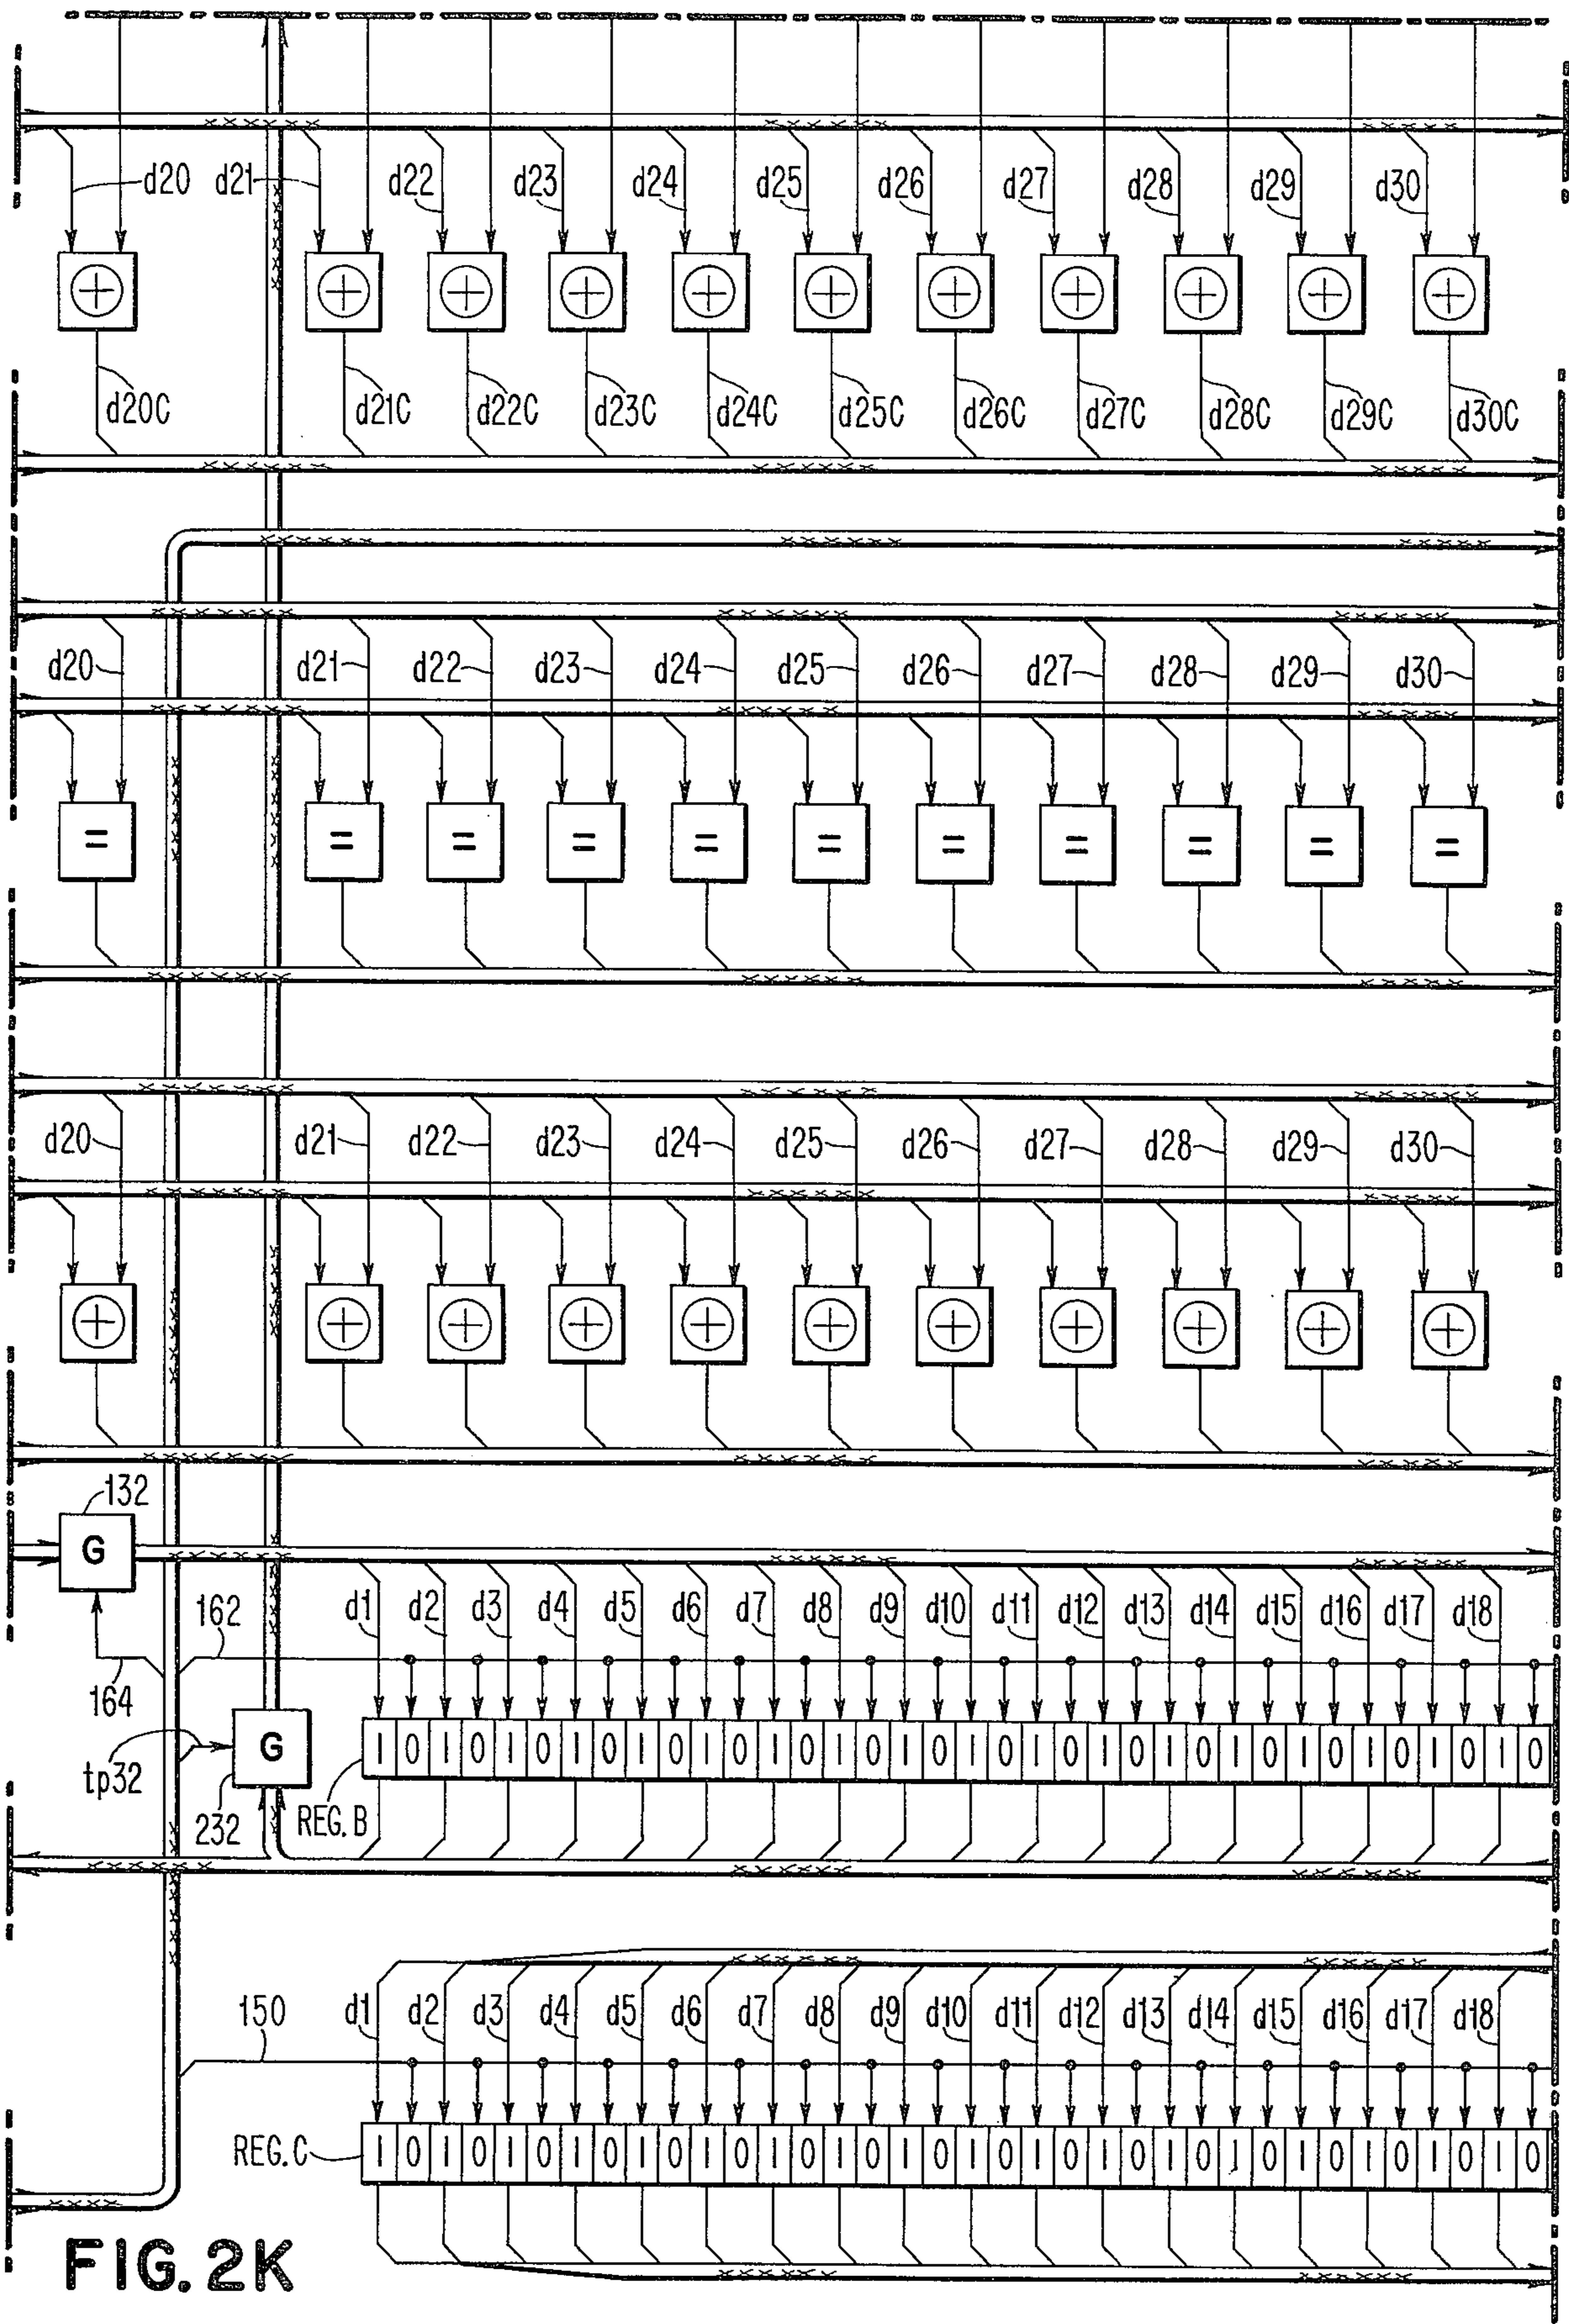 d20 d21 d22 d23 d24 d25 d26 d27 d28 d29 d30
d20C d21C d22C d23C d24C d25C d26C d27C d28C d29C d30C
d20 d21 d22 d23 d24 d25 d26 d27 d28 d29 d30
= = = = = = = = = = =
d20 d21 d22 d23 d24 d25 d26 d27 d28 d29 d30
132
G
162 d1 d2 d3 d4 d5 d6 d7 d8 d9 d10 d11 d12 d13 d14 d15 d16 d17 d18
164
G 1 0 1 0 1 0 1 0 1 0 1 0 1 0 1 0 1 0 1 0 1 0 1 0 1 0 1 0 1 0 1 0 1 0 1 0
tp32
232 REG. B
150 d1 d2 d3 d4 d5 d6 d7 d8 d9 d10 d11 d12 d13 d14 d15 d16 d17 d18
REG. C 1 0 1 0 1 0 1 0 1 0 1 0 1 0 1 0 1 0 1 0 1 0 1 0 1 0 1 0 1 0 1 0 1 0 1 0
FIG. 2K